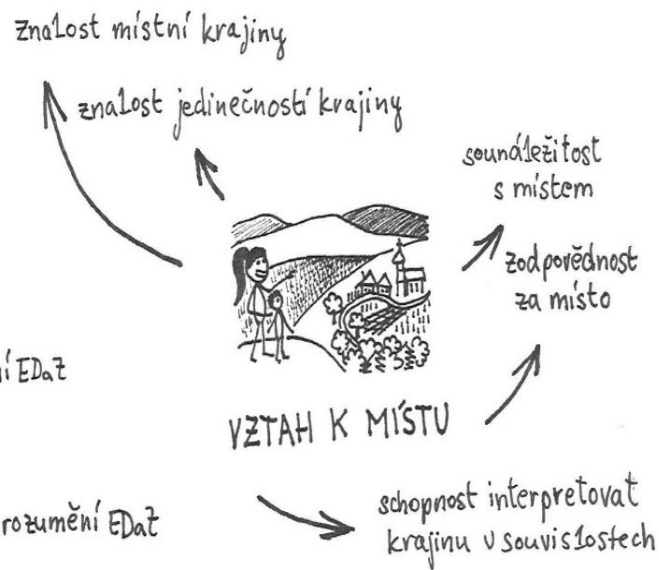 znalost místní krajiny
znalost jedinečností krajiny
sounáležitost
s místem
zodpovědnost
za místo
EDaZ
VZTAH K MÍSTU
schopnost interpretovat
krajinu v souvislostech
rozumění EDaZ